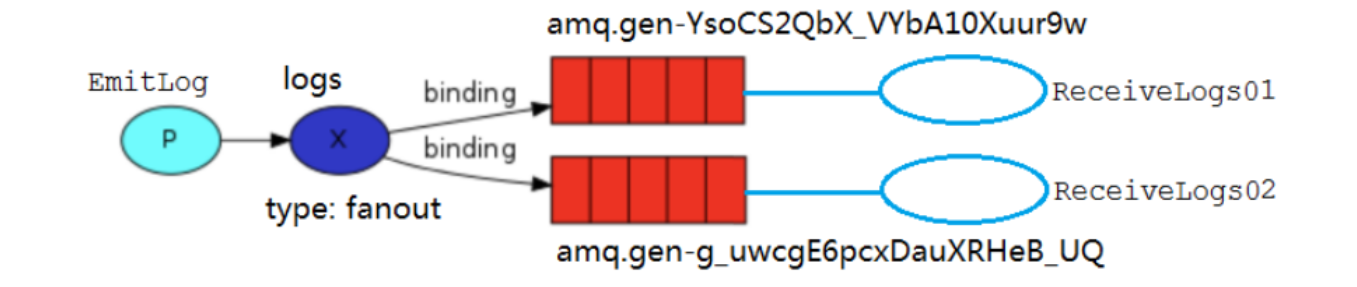 amq.gen-YsoCS2QbX_VYbA10Xuur9w
EmitLog
logs
binding
ReceiveLogs01
P
X
binding
ReceiveLogs02
type: fanout
amq.gen-g_uwcgE6pcxDauXRHeB_UQ